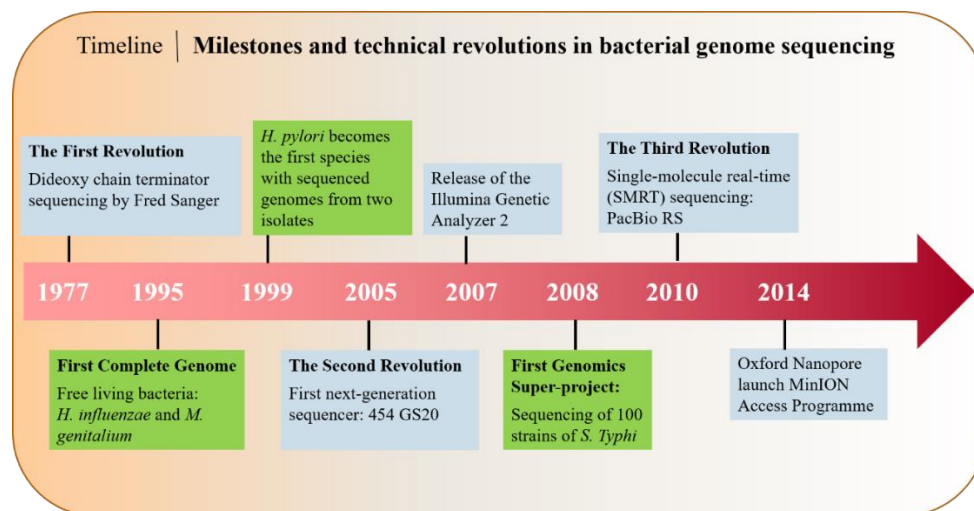 Timeline | Milestones and technical revolutions in bacterial genome sequencing
The First Revolution
Dideoxy chain terminator
sequencing by Fred Sanger
H. pylori becomes
the first species
with sequenced
genomes from two
isolates
Release of the
Illumina Genetic
Analyzer 2
The Third Revolution
Single-molecule real-time
(SMRT) sequencing:
PacBio RS
1977 1995 1999 2005 2007 2008 2010 2014
First Complete Genome
Free living bacteria:
H. influenzae and M.
genitalium
The Second Revolution
First next-generation
sequencer: 454 GS20
First Genomics
Super-project:
Sequencing of 100
strains of S. Typhi
Oxford Nanopore
launch MinION
Access Programme